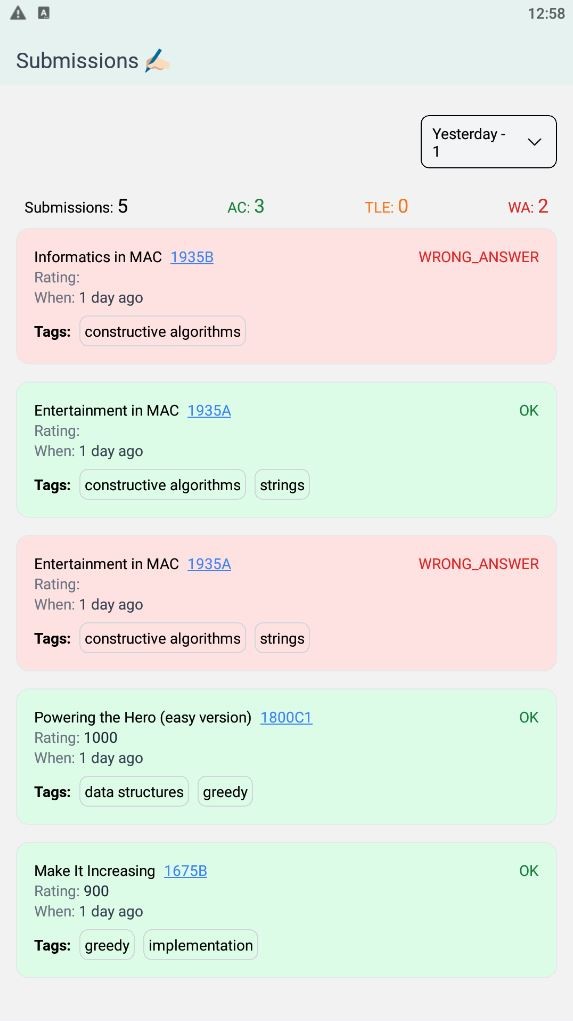 A 12:58
Submissions ✍🏻
Yesterday -
1
Submissions: 5 AC: 3 TLE: 0 WA: 2
Informatics in MAC 1935B WRONG_ANSWER
Rating:
When: 1 day ago
Tags: constructive algorithms
Entertainment in MAC 1935A OK
Rating:
When: 1 day ago
Tags: constructive algorithms strings
Entertainment in MAC 1935A WRONG_ANSWER
Rating:
When: 1 day ago
Tags: constructive algorithms strings
Powering the Hero (easy version) 1800C1 OK
Rating: 1000
When: 1 day ago
Tags: data structures greedy
Make It Increasing 1675B OK
Rating: 900
When: 1 day ago
Tags: greedy implementation